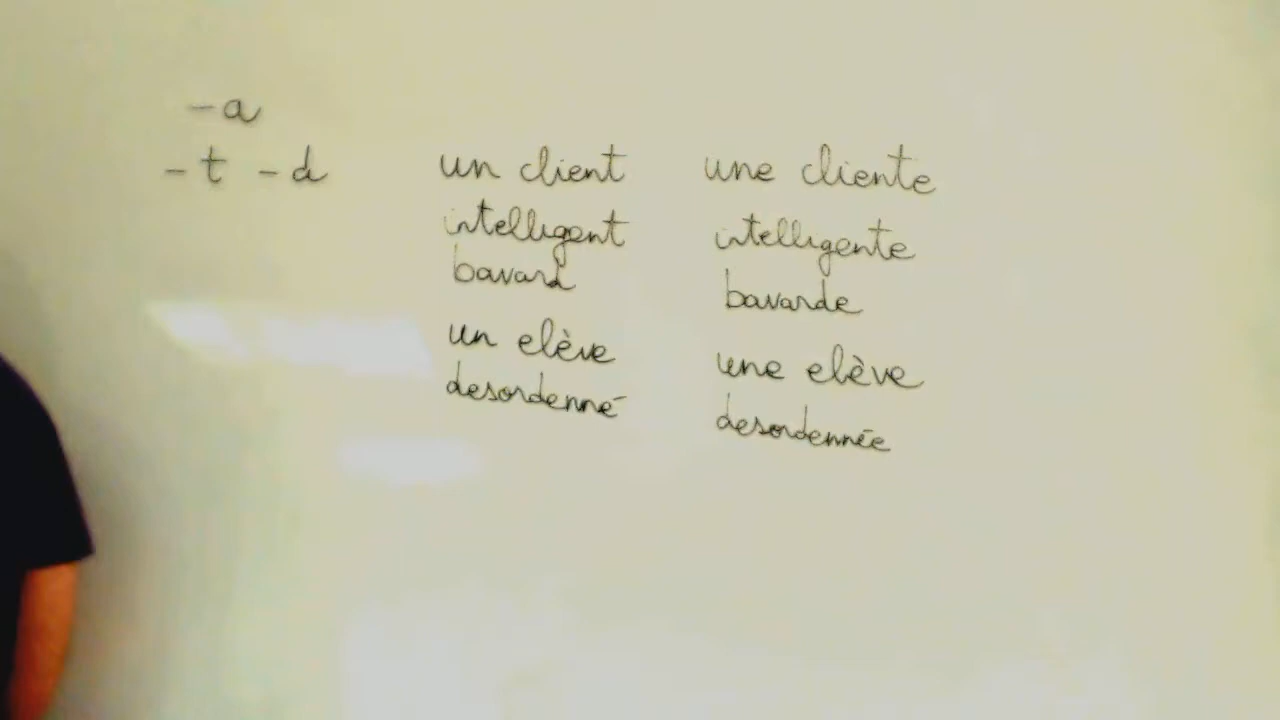 -a
-t -d
un client une cliente
intelligent intelligente
bavard bavarde
un elève une elève
desordenné desordennée